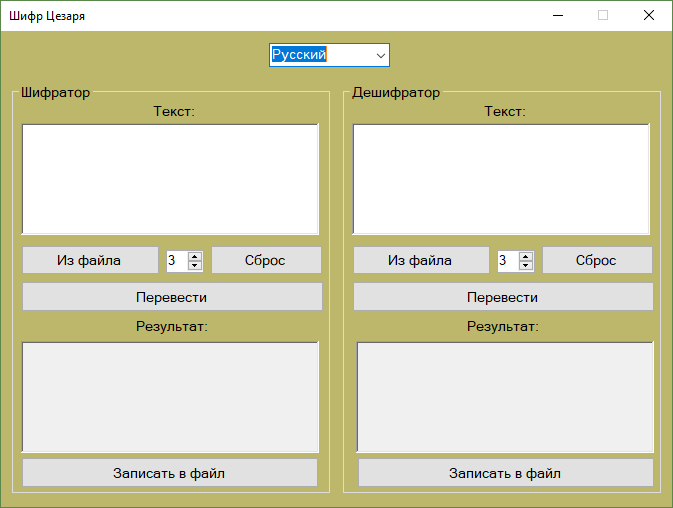 Шифр Цезаря
Русский
Шифратор
Текст:
Из файла
3
Сброс
Перевести
Результат:
Записать в файл
Дешифратор
Текст:
Из файла
3
Сброс
Перевести
Результат:
Записать в файл